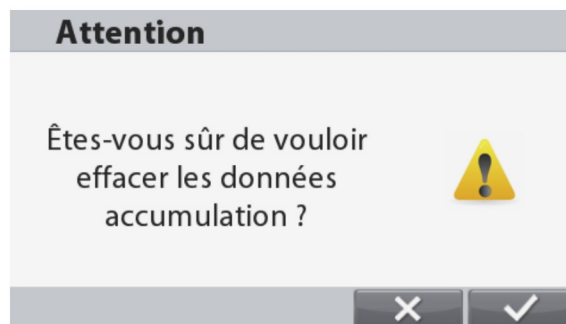 Attention
Êtes-vous sûr de vouloir
effacer les données
accumulation ?